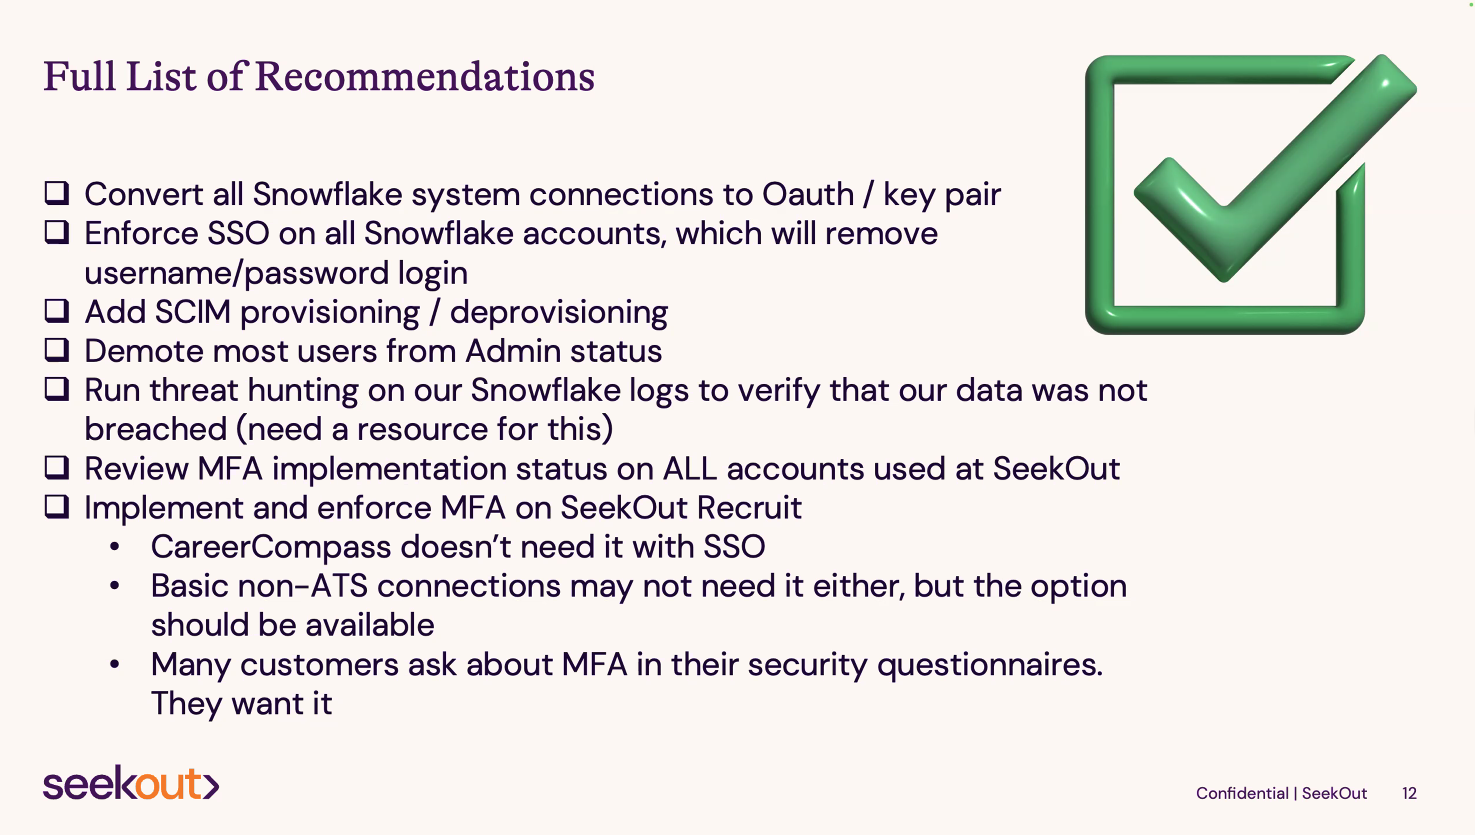 Full List of Recommendations
❑ Convert all Snowflake system connections to Oauth / key pair
❑ Enforce SSO on all Snowflake accounts, which will remove
username/password login
❑ Add SCIM provisioning / deprovisioning
❑ Demote most users from Admin status
❑ Run threat hunting on our Snowflake logs to verify that our data was not
breached (need a resource for this)
❑ Review MFA implementation status on ALL accounts used at SeekOut
❑ Implement and enforce MFA on SeekOut Recruit
• CareerCompass doesn’t need it with SSO
• Basic non-ATS connections may not need it either, but the option
should be available
• Many customers ask about MFA in their security questionnaires.
They want it
seekout>
Confidential | SeekOut 12